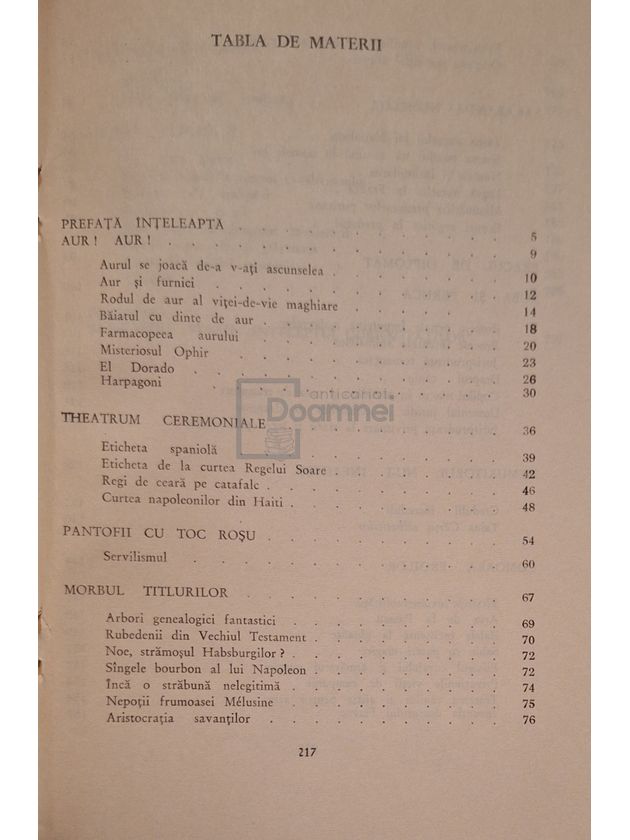 TABLA DE MATERII
PREFAȚĂ ÎNȚELEAPTĂ . . . . . . . . . 5
AUR! AUR! . . . . . . . . . . 9
Aurul se joacă de-a v-ați ascunselea . . . . . 10
Aur și furnici . . . . . . . . . 12
Rodul de aur al viței-de-vie maghiare . . . . 14
Băiatul cu dinte de aur . . . . . . . 18
Farmacopeea aurului . . . . . . . 20
Misteriosul Ophir . . . . . . . . 23
El Dorado . . . . . . . . . 26
Harpagoni . . . . . . . . 30
THEATRUM CEREMONIALE . . . . . . . 36
Eticheta spaniolă . . . . . . . . 39
Eticheta de la curtea Regelui Soare . . . . . 42
Regi de ceară pe catafalc . . . . . . . 46
Curtea napoleonilor din Haiti . . . . . . 48
PANTOFII CU TOC ROȘU . . . . . . . 54
Servilismul . . . . . . . . 60
MORBUL TITLURILOR . . . . . . . . 67
Arbori genealogici fantastici . . . . . . 69
Rubedenii din Vechiul Testament . . . . . 70
Noe, strămoșul Habsburgilor? . . . . . . 72
Sîngele bourbon al lui Napoleon . . . . . 72
Încă o străbună nelegitimă . . . . . . 74
Nepoții frumoasei Mélusine . . . . . . 75
Aristocrația savanților . . . . . . . 76
217
anticariat
Doamnei